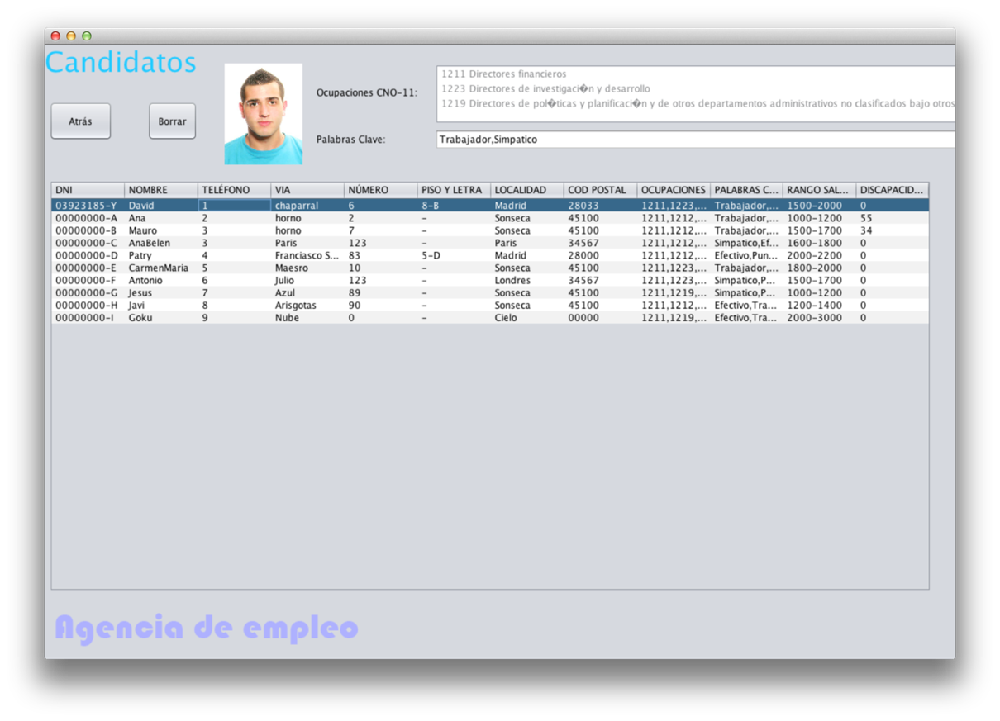 Candidatos
Atrás
Borrar
Ocupaciones CNO-11:
1211 Directores financieros
1223 Directores de investigaci�n y desarrollo
1219 Directores de pol�ticas y planificaci�n y de otros departamentos administrativos no clasificados bajo otros
Palabras Clave:
Trabajador,Simpatico
DNI NOMBRE TELÉFONO VIA NÚMERO PISO Y LETRA LOCALIDAD COD POSTAL OCUPACIONES PALABRAS C... RANGO SAL... DISCAPACID...
03923185-Y David 1 chaparral 6 8-B Madrid 28033 1211,1223,... Trabajador,... 1500-2000 0
00000000-A Ana 2 horno 2 - Sonseca 45100 1211,1212,... Trabajador,... 1000-1200 55
00000000-B Mauro 3 horno 7 - Sonseca 45100 1211,1212,... Trabajador,... 1500-1700 34
00000000-C AnaBelen 3 Paris 123 - Paris 34567 1211,1212,... Simpatico,Ef... 1600-1800 0
00000000-D Patry 4 Franciasco S... 83 5-D Madrid 28000 1211,1212,... Efectivo,Pun... 2000-2200 0
00000000-E CarmenMaria 5 Maesro 10 - Sonseca 45100 1211,1223,... Trabajador,... 1800-2000 0
00000000-F Antonio 6 Julio 123 - Londres 34567 1211,1223,... Simpatico,P... 1500-1700 0
00000000-G Jesus 7 Azul 89 - Sonseca 45100 1211,1219,... Simpatico,P... 1000-1200 0
00000000-H Javi 8 Arisgotas 90 - Sonseca 45100 1211,1212,... Efectivo,Tra... 1200-1400 0
00000000-I Goku 9 Nube 0 - Cielo 00000 1211,1219,... Efectivo,Tra... 2000-3000 0
Agencia de empleo